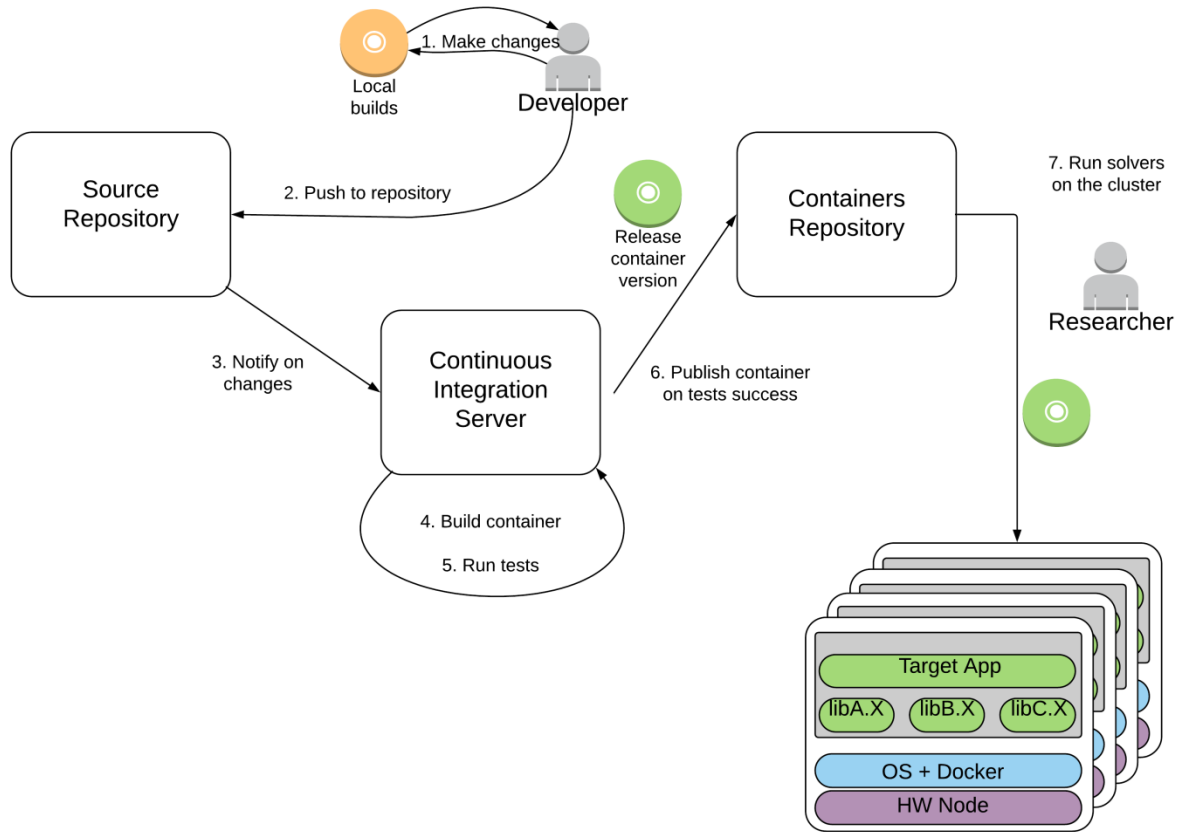 1. Make changes
Local
builds
Developer
Source
Repository
2. Push to repository
Release
container
version
Containers
Repository
7. Run solvers
on the cluster
Researcher
3. Notify on
changes
Continuous
Integration
Server
6. Publish container
on tests success
4. Build container
5. Run tests
Target App
libA.X
libB.X
libC.X
OS + Docker
HW Node